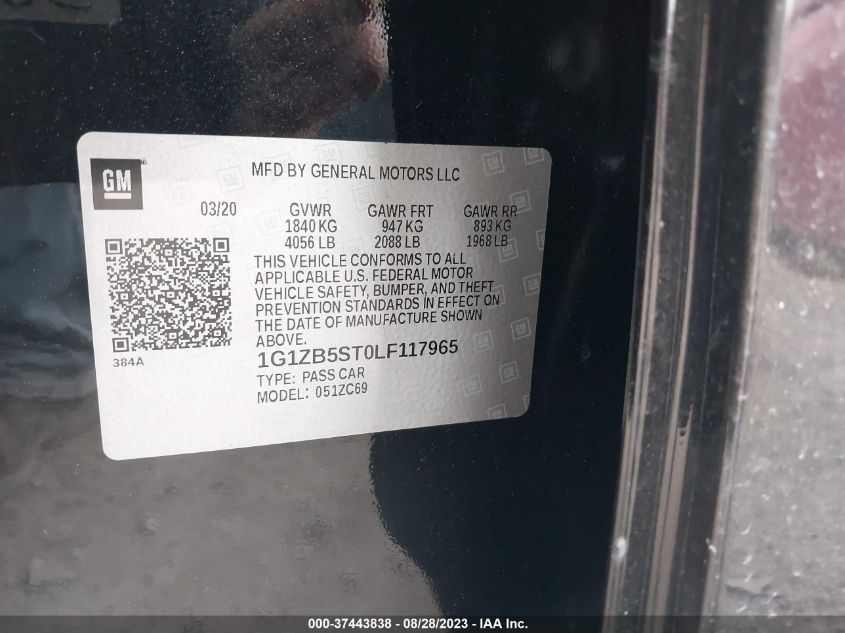 GM
MFD BY GENERAL MOTORS LLC
03/20 GVWR GAWR FRT GAWR RR
1840 KG 947 KG 893 KG
4056 LB 2088 LB 1968 LB
THIS VEHICLE CONFORMS TO ALL
APPLICABLE U.S. FEDERAL MOTOR
VEHICLE SAFETY, BUMPER, AND THEFT
PREVENTION STANDARDS IN EFFECT ON
THE DATE OF MANUFACTURE SHOWN
ABOVE.
384A
1G1ZB5ST0LF117965
TYPE: PASS CAR
MODEL: 051ZC69
000-37443838 - 08/28/2023 - IAA Inc.